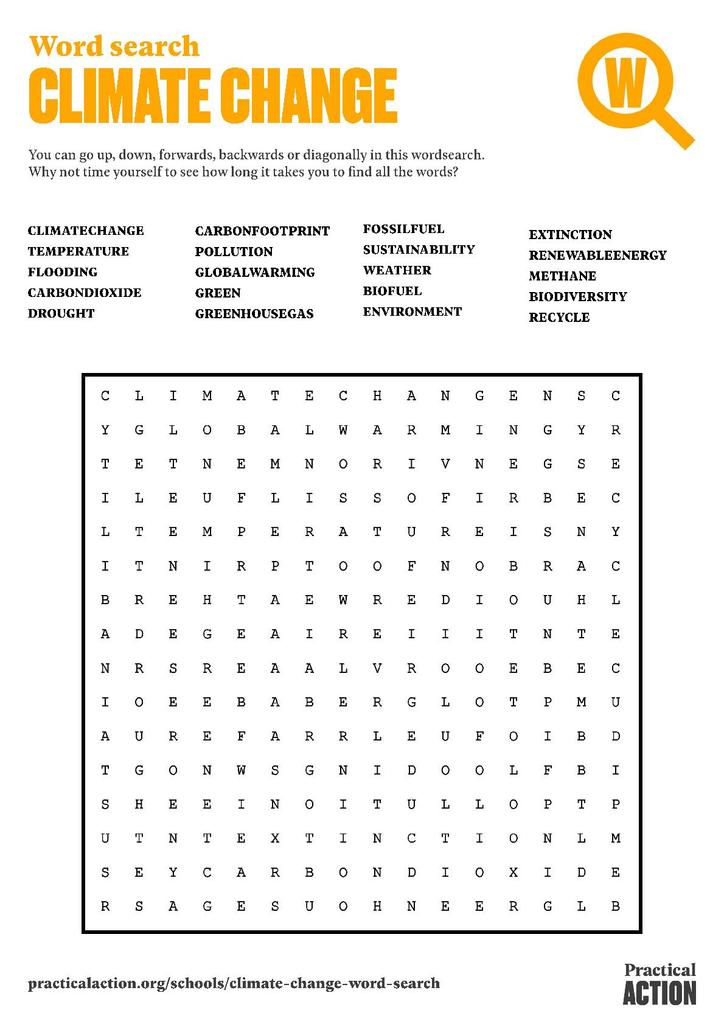 Word search
CLIMATE CHANGE
W
You can go up, down, forwards, backwards or diagonally in this wordsearch.
Why not time yourself to see how long it takes you to find all the words?
CLIMATECHANGE
TEMPERATURE
FLOODING
CARBONDIOXIDE
DROUGHT
CARBONFOOTPRINT
POLLUTION
GLOBALWARMING
GREEN
GREENHOUSEGAS
FOSSILFUEL
SUSTAINABILITY
WEATHER
BIOFUEL
ENVIRONMENT
EXTINCTION
RENEWABLEENERGY
METHANE
BIODIVERSITY
RECYCLE
C L I M A T E C H A N G E N S C
Y G L O B A L W A R M I N G Y R
T E T N E M N O R I V N E G S E
I L E U F L I S S O F I R B E C
L T E M P E R A T U R E I S N Y
I T N I R P T O O F N O B R A C
B R E H T A E W R E D I O U H L
A D E G E A I R E I I I T N T E
N R S R E A A L V R O O E B E C
I O E E B A B E R G L O T P M U
A U R E F A R R L E U F O I B D
T G O N W S G N I D O O L F B I
S H E E I N O I T U L L O P T P
U T N T E X T I N C T I O N L M
S E Y C A R B O N D I O X I D E
R S A G E S U O H N E E R G L B
practicalaction.org/schools/climate-change-word-search
Practical
ACTION